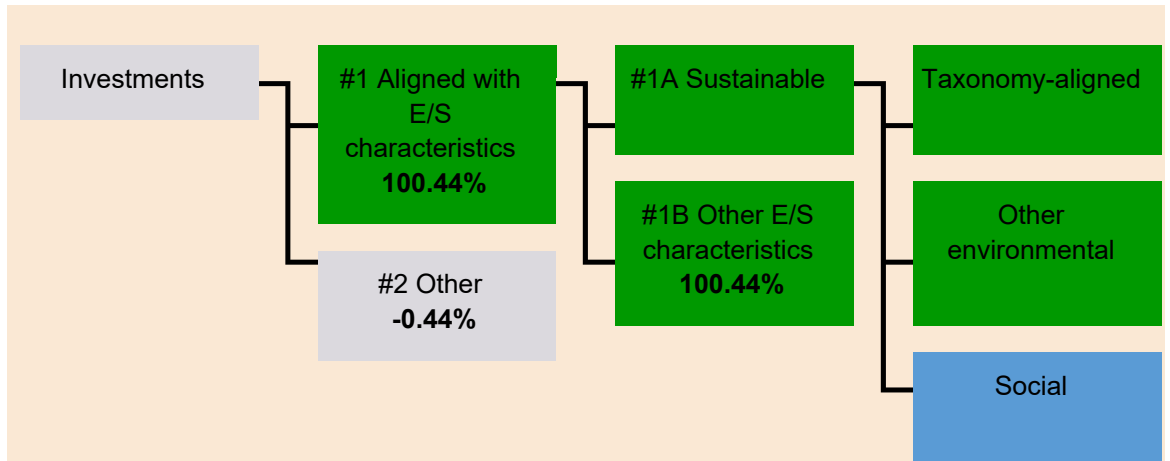 Investments
#1 Aligned with
E/S
characteristics
100.44%
#2 Other
-0.44%
#1A Sustainable
#1B Other E/S
characteristics
100.44%
Taxonomy-aligned
Other
environmental
Social